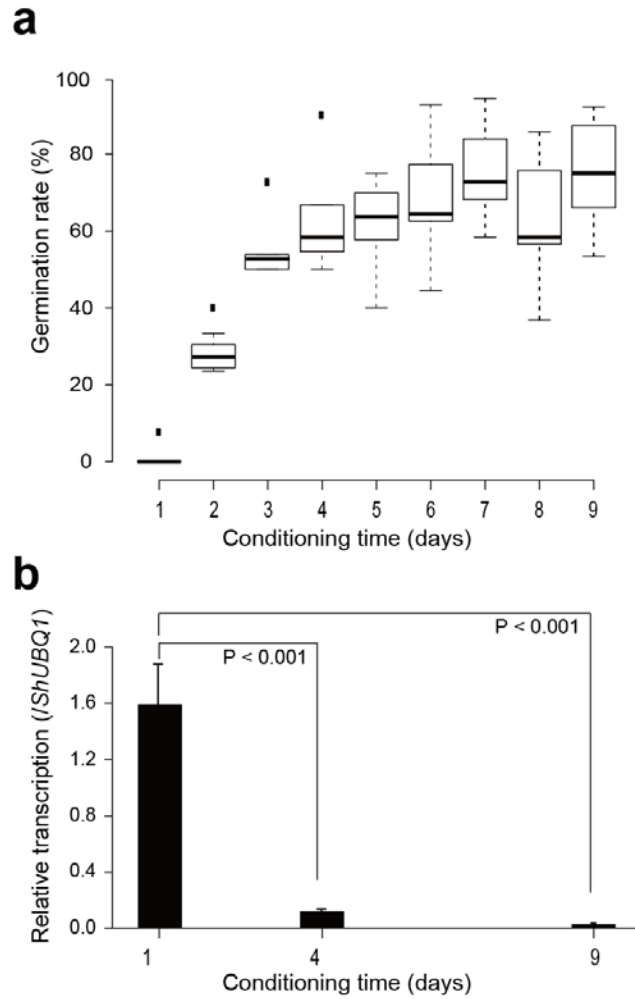 a
Germination rate (%)
100
80
60
40
20
0
1 2 3 4 5 6 7 8 9
Conditioning time (days)
b
Relative transcription (/ShUBQ1)
2.0
1.6
1.2
0.8
0.4
0.0
P < 0.001
P < 0.001
1 4 9
Conditioning time (days)